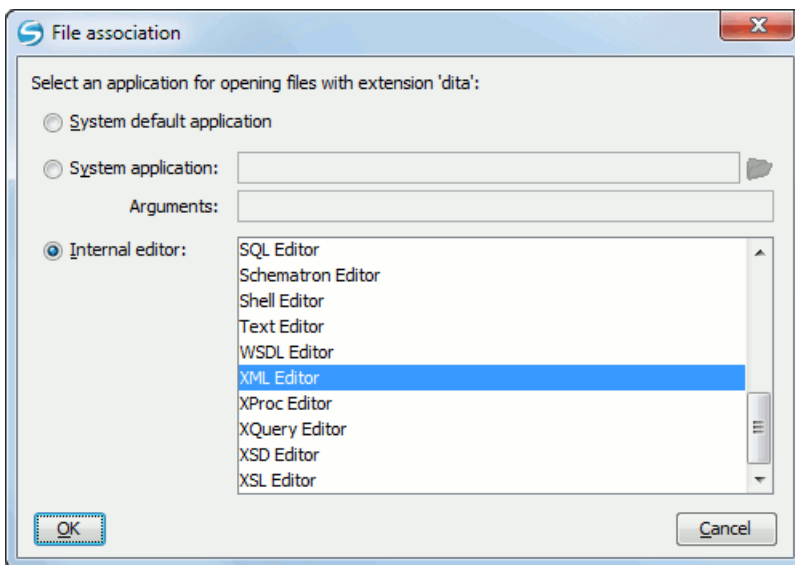 File association
Select an application for opening files with extension 'dita':
System default application
System application:
Arguments:
Internal editor:
SQL Editor
Schematron Editor
Shell Editor
Text Editor
WSDL Editor
XML Editor
XProc Editor
XQuery Editor
XSD Editor
XSL Editor
OK
Cancel